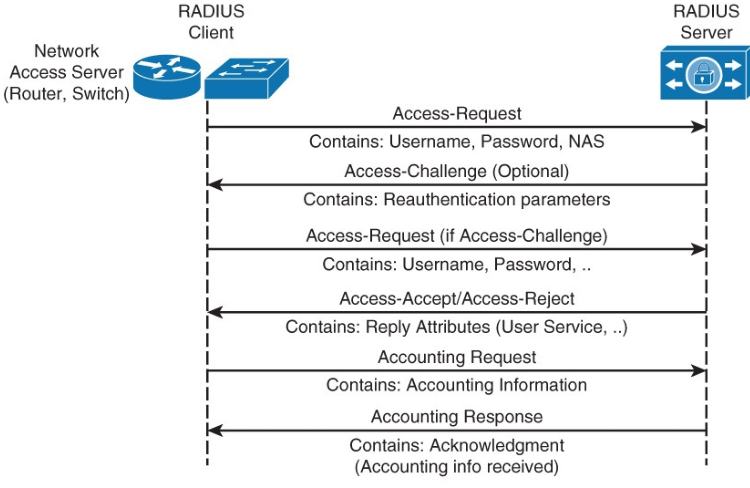 RADIUS
Client
RADIUS
Server
Network
Access Server
(Router, Switch)
Access-Request
Contains: Username, Password, NAS
Access-Challenge (Optional)
Contains: Reauthentication parameters
Access-Request (if Access-Challenge)
Contains: Username, Password, ..
Access-Accept/Access-Reject
Contains: Reply Attributes (User Service, ..)
Accounting Request
Contains: Accounting Information
Accounting Response
Contains: Acknowledgment
(Accounting info received)